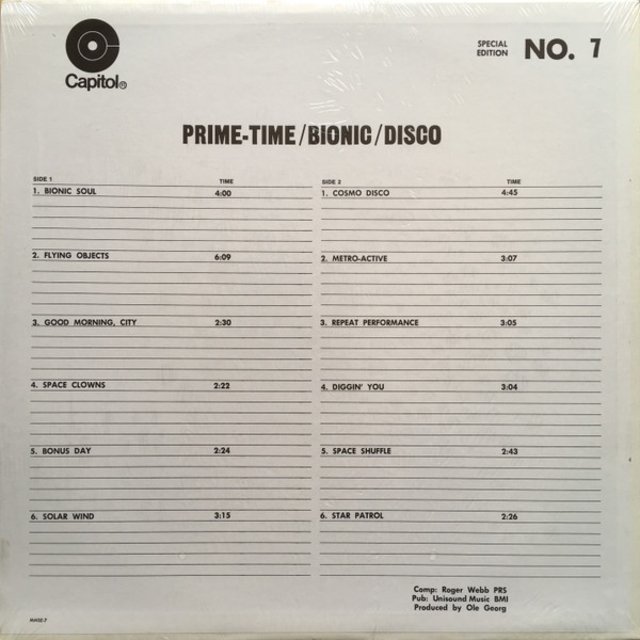 Capitol
SPECIAL
EDITION
NO. 7
PRIME-TIME/BIONIC/DISCO
SIDE 1 TIME
1. BIONIC SOUL 4:00
2. FLYING OBJECTS 6:09
3. GOOD MORNING, CITY 2:30
4. SPACE CLOWNS 2:22
5. BONUS DAY 2:24
6. SOLAR WIND 3:15
SIDE 2 TIME
1. COSMO DISCO 4:45
2. METRO-ACTIVE 3:07
3. REPEAT PERFORMANCE 3:05
4. DIGGIN' YOU 3:04
5. SPACE SHUFFLE 2:43
6. STAR PATROL 2:26
Comp: Roger Webb PRS
Pub: Unisound Music BMI
Produced by Ole Georg